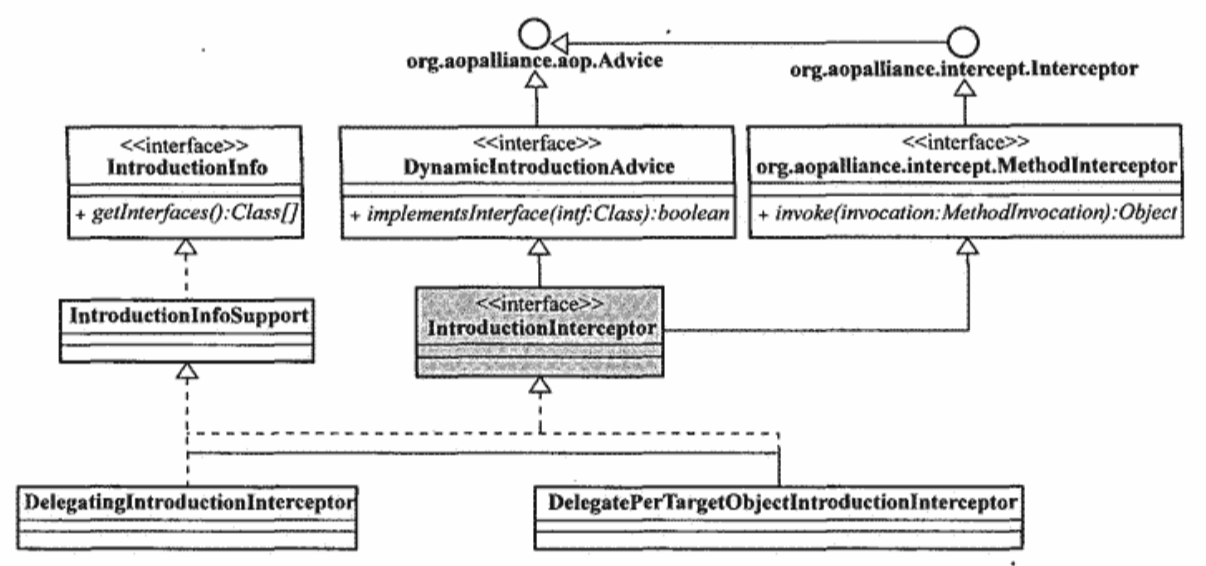 org.aopalliance.aop.Advice
org.aopalliance.intercept.Interceptor
<<interface>>
IntroductionInfo
+ getInterfaces():Class[]
<<interface>>
DynamicIntroductionAdvice
+ implementsInterface(intf:Class):boolean
<<interface>>
org.aopalliance.intercept.MethodInterceptor
+ invoke(invocation:MethodInvocation):Object
IntroductionInfoSupport
<<interface>>
IntroductionInterceptor
DelegatingIntroductionInterceptor
DelegatePerTargetObjectIntroductionInterceptor